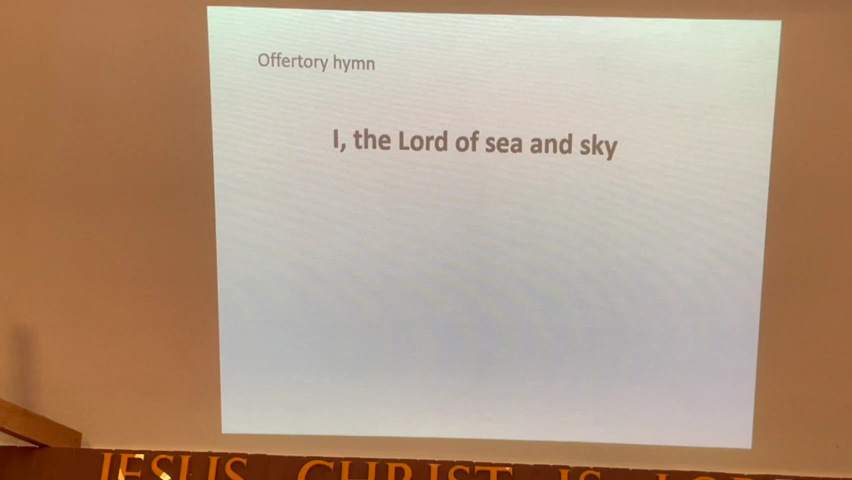 Offertory hymn
I, the Lord of sea and sky
JESUS CHRIST IS